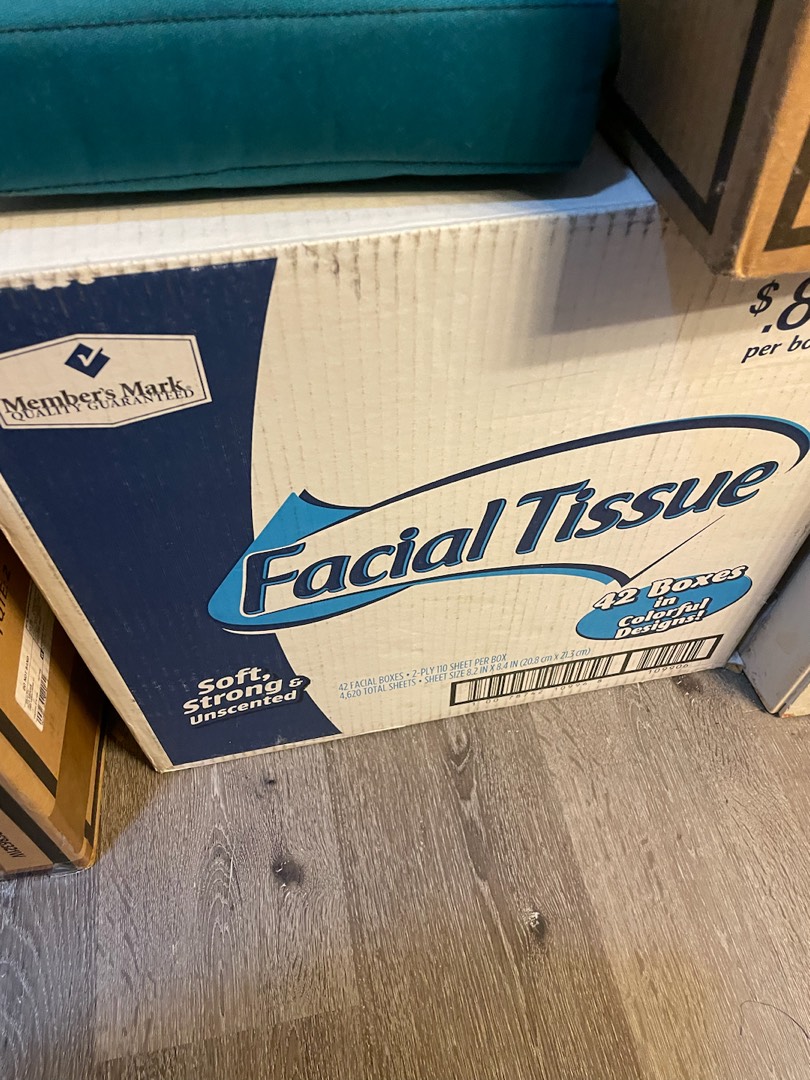 Member's Mark®
QUALITY GUARANTEED
$
.8
per
Facial Tissue
42 Boxes
in
Colorful
Designs!
Soft,
Strong &
Unscented
42 FACIAL BOXES • 2-PLY 110 SHEET PER BOX
4,620 TOTAL SHEETS • SHEET SIZE 8.2 IN X 8.4 IN (20.8 cm X 21.3 cm)
109906